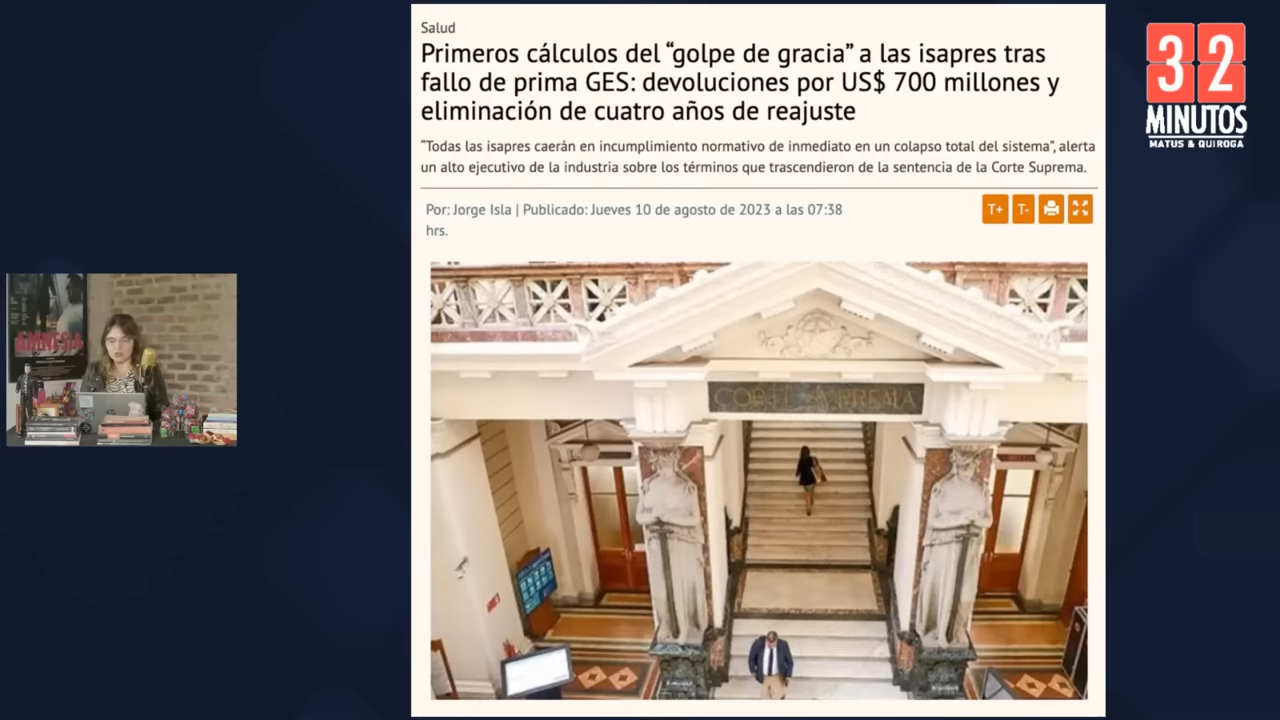 Salud
Primeros cálculos del “golpe de gracia” a las isapres tras
fallo de prima GES: devoluciones por US$ 700 millones y
eliminación de cuatro años de reajuste
“Todas las isapres caerán en incumplimiento normativo de inmediato en un colapso total del sistema”, alerta
un alto ejecutivo de la industria sobre los términos que trascendieron de la sentencia de la Corte Suprema.
Por: Jorge Isla | Publicado: Jueves 10 de agosto de 2023 a las 07:38
hrs.
T+ T-
CORTE SUPREMA
32
MINUTOS
MATUS & QUIROGA
AMNESIA